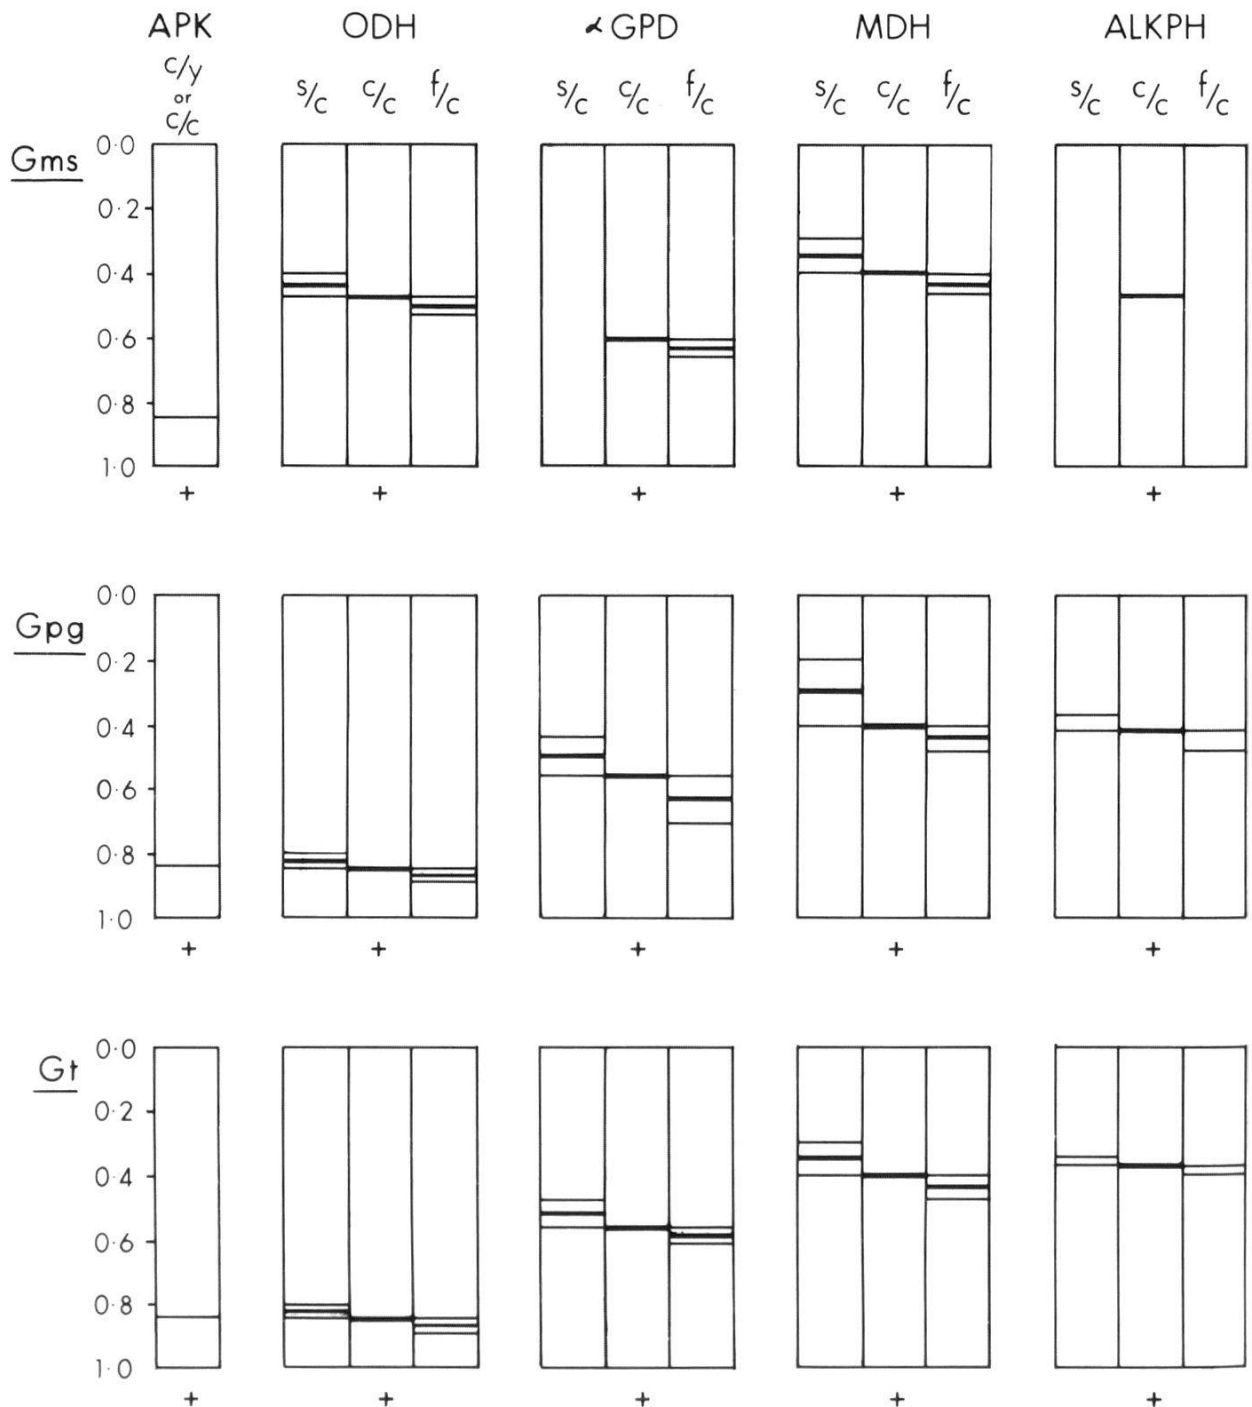 APK ODH αGPD MDH ALKPH
c/y or c/c s/c c/c f/c s/c c/c f/c s/c c/c f/c s/c c/c f/c
Gms
0·0
0·2
0·4
0·6
0·8
1·0
+ + + + +
Gpg
0·0
0·2
0·4
0·6
0·8
1·0
+ + + + +
Gt
0·0
0·2
0·4
0·6
0·8
1·0
+ + + + +